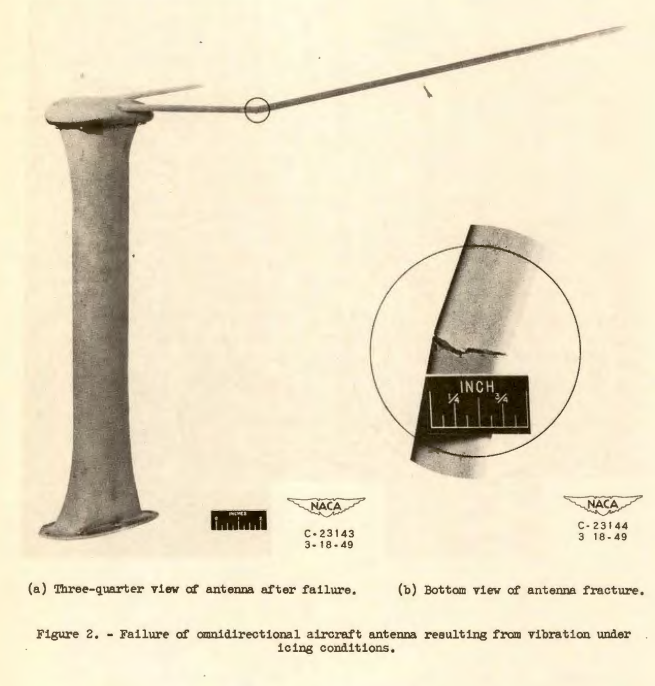 INCH
1/4 3/4
INCHES
NACA
C-23143
3-18-49
NACA
C-23144
3 18-49
(a) Three-quarter view of antenna after failure.
(b) Bottom view of antenna fracture.
Figure 2. - Failure of omnidirectional aircraft antenna resulting from vibration under
icing conditions.